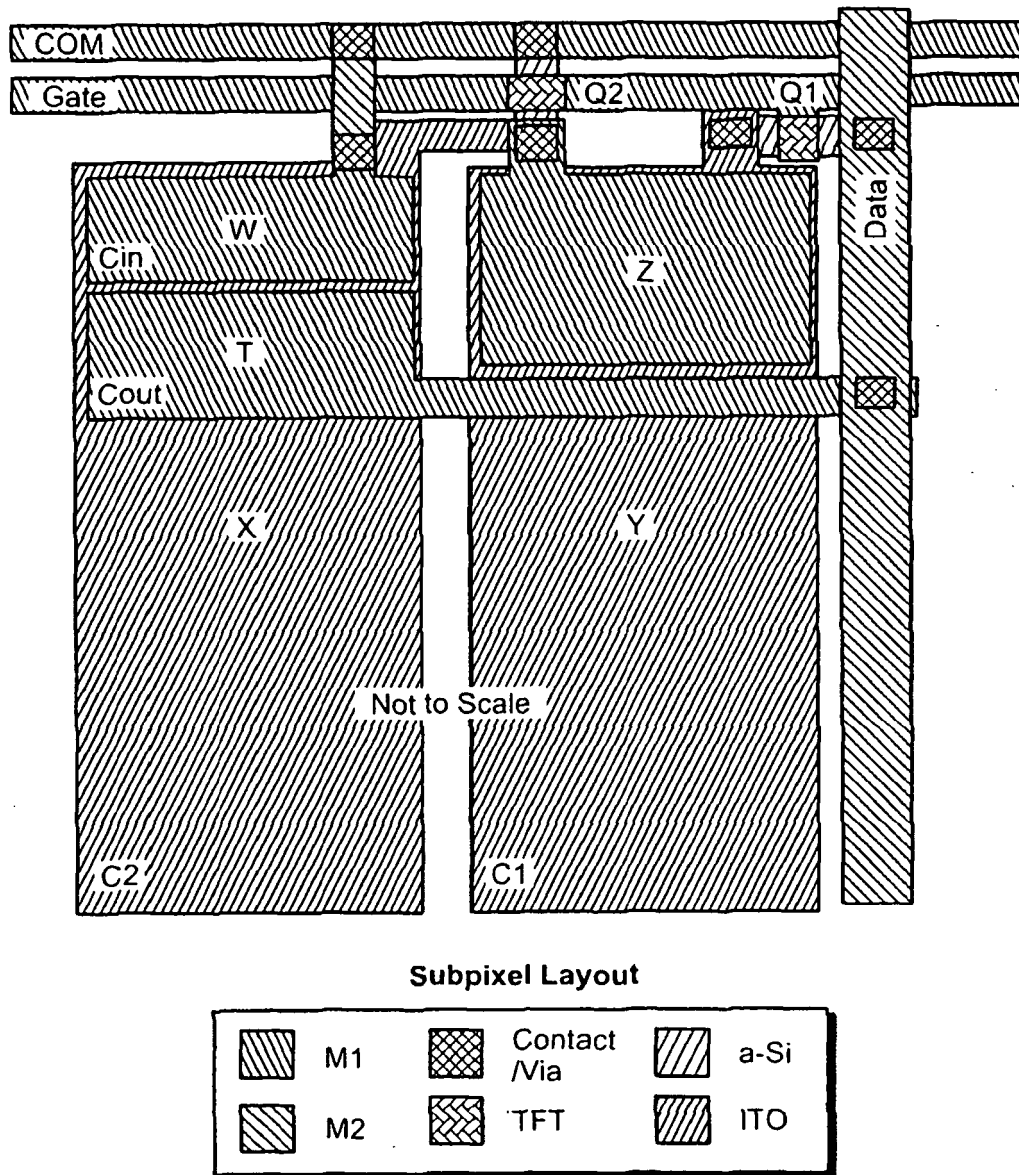 COM
Gate
Q2
Q1
Data
W
Cin
Z
T
Cout
X
Y
Not to Scale
C2
C1
Subpixel Layout
M1
Contact
/Via
a-Si
M2
TFT
ITO